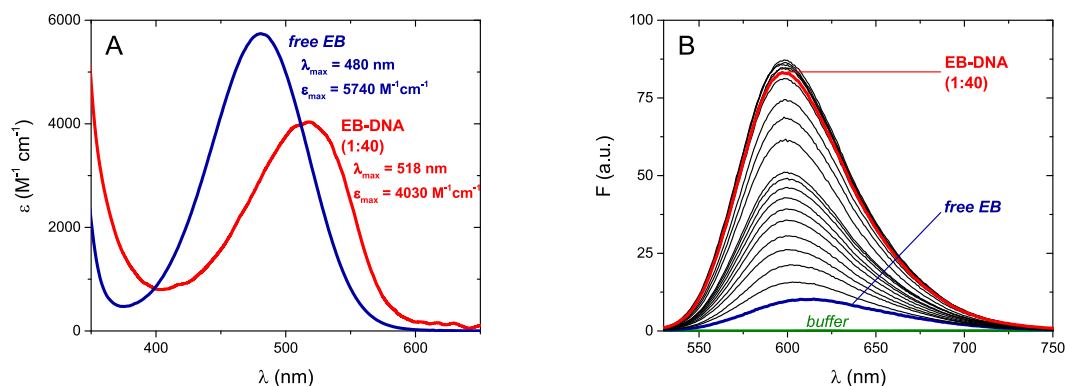 A
free EB
λmax = 480 nm
εmax = 5740 M⁻¹cm⁻¹
EB-DNA
(1:40)
λmax = 518 nm
εmax = 4030 M⁻¹cm⁻¹
6000
4000
2000
0
ε (M⁻¹ cm⁻¹)
400 500 600
λ (nm)
B
EB-DNA
(1:40)
free EB
buffer
100
75
50
25
0
F (a.u.)
550 600 650 700 750
λ (nm)